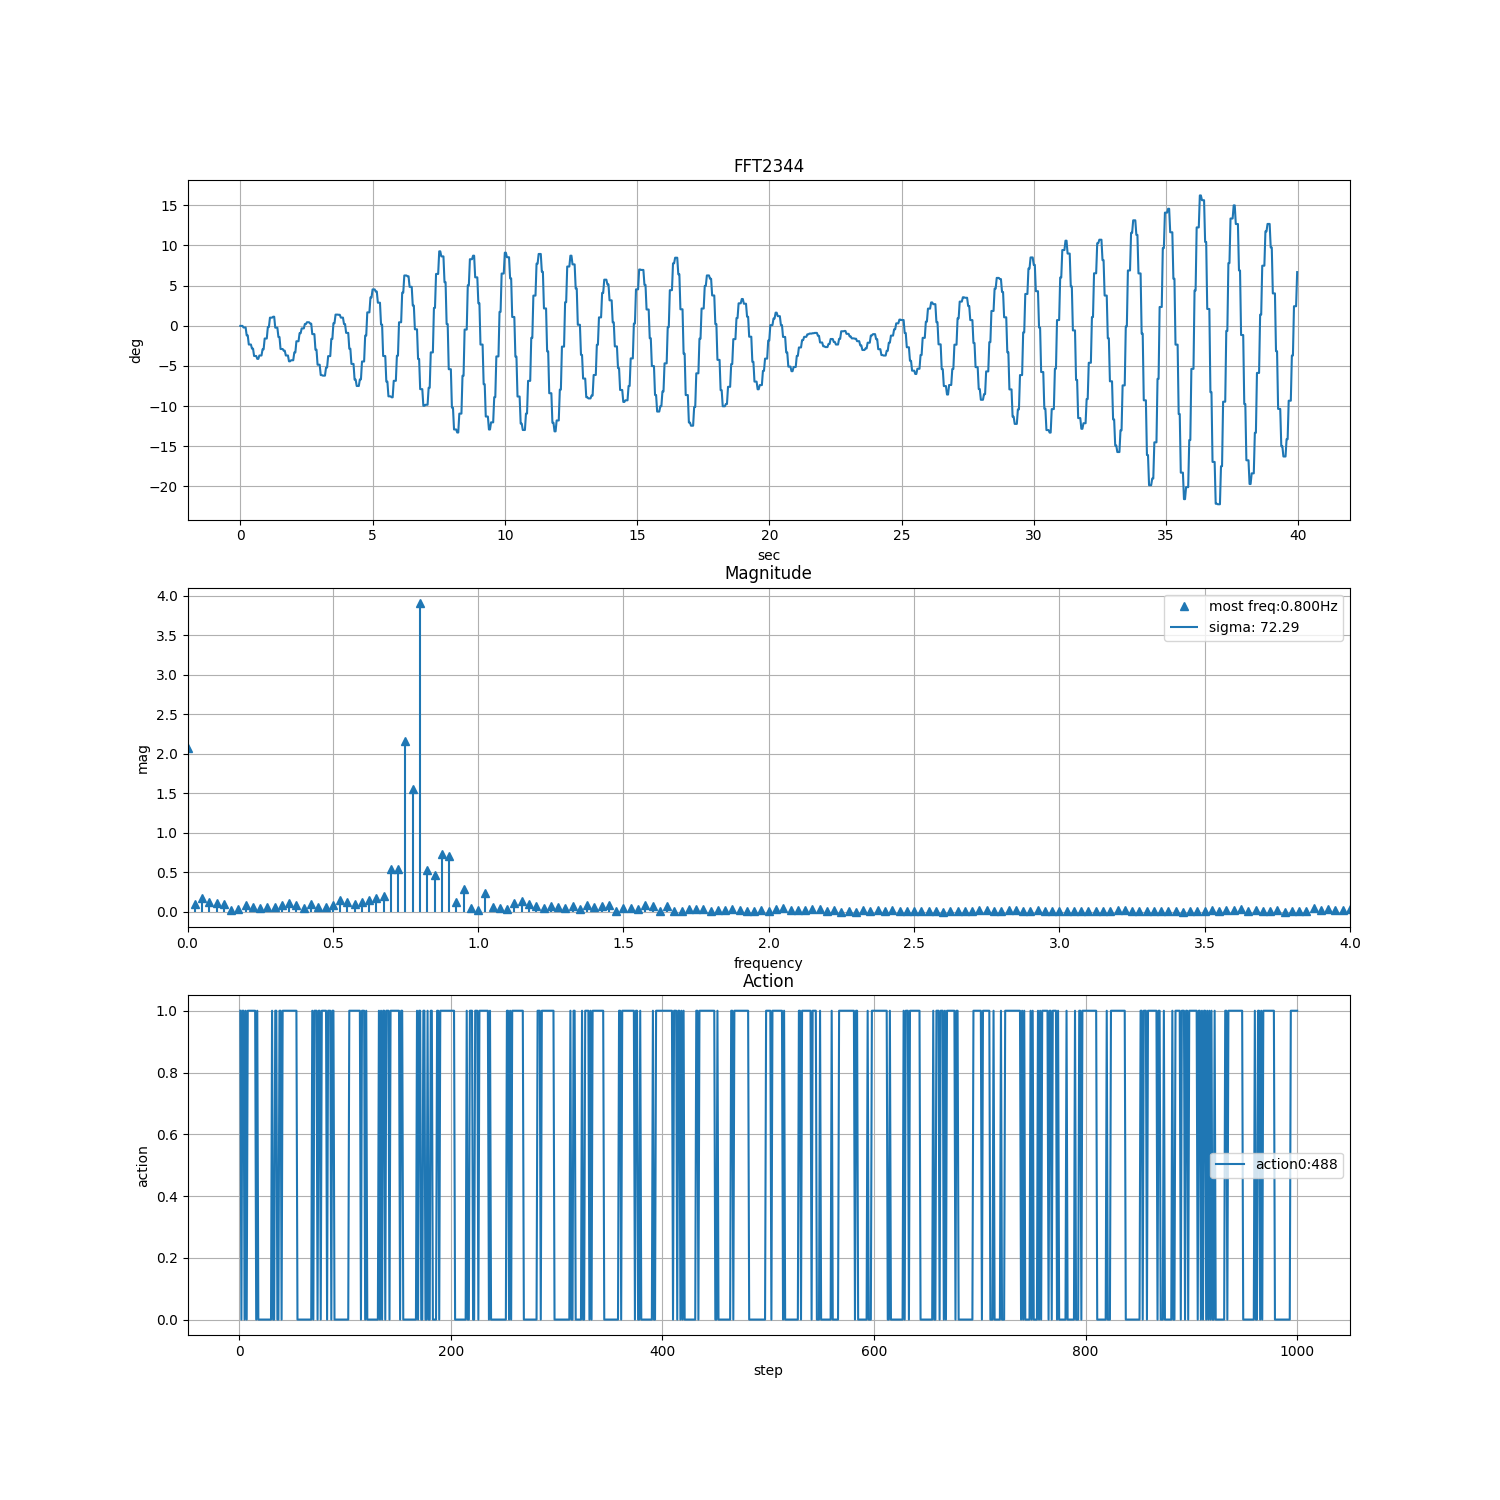 FFT2344
15
10
5
0
−5
−10
−15
−20
deg
0 5 10 15 20 25 30 35 40
sec
Magnitude
4.0
3.5
3.0
2.5
2.0
1.5
1.0
0.5
0.0
mag
most freq:0.800Hz
sigma: 72.29
0.0 0.5 1.0 1.5 2.0 2.5 3.0 3.5 4.0
frequency
Action
1.0
0.8
0.6
0.4
0.2
0.0
action
action0:488
0 200 400 600 800 1000
step